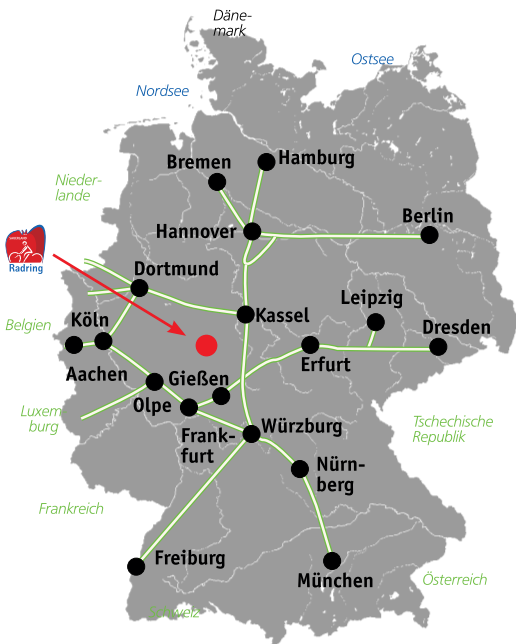 Däne-
mark
Ostsee
Nordsee
Hamburg
Bremen
Nieder-
lande
Berlin
Hannover
Radring
Dortmund
Leipzig
Kassel
Köln
Belgien
Dresden
Erfurt
Aachen
Gießen
Olpe
Luxem
burg
Tschechische
Republik
Würzburg
Frank-
furt
Nürn-
berg
Frankreich
Freiburg
München
Österreich
Schweiz